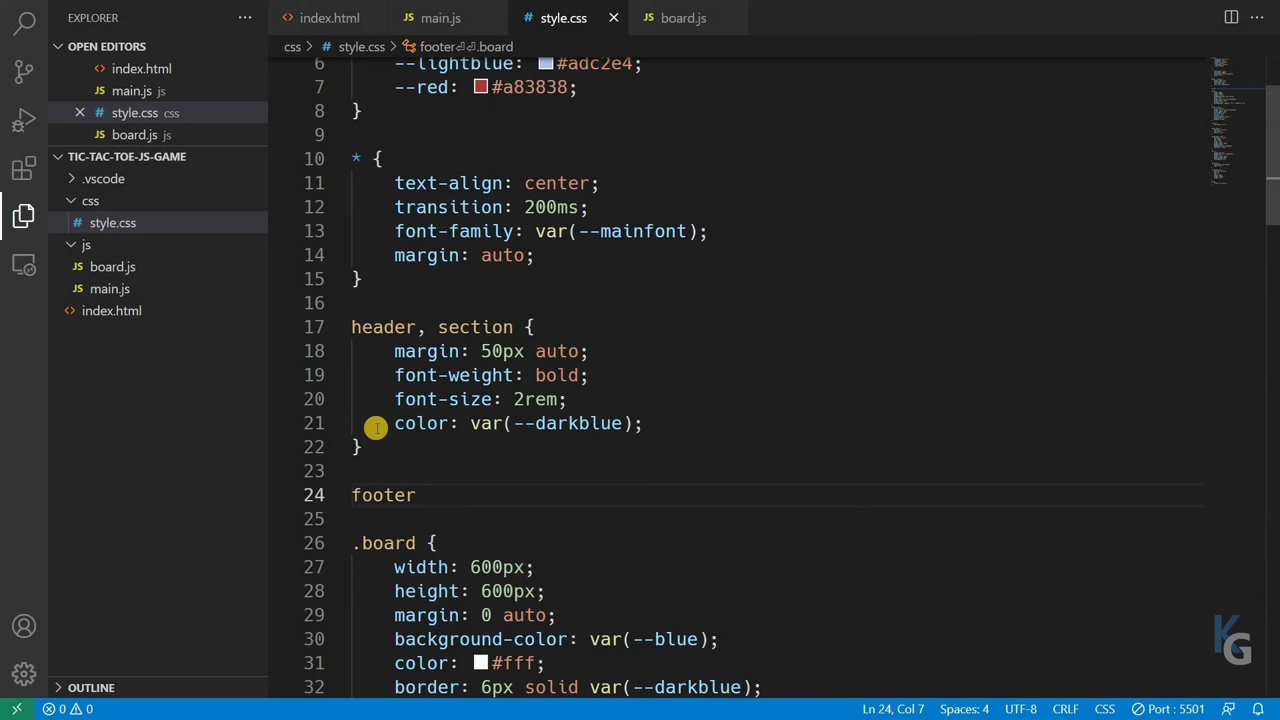 EXPLORER
index.html
JS main.js
# style.css
JS board.js
OPEN EDITORS
css > # style.css > footer⏎⏎.board
index.html
main.js js
# style.css css
board.js js
TIC-TAC-TOE-JS-GAME
.vscode
css
# style.css
js
JS board.js
JS main.js
index.html
6 --lightblue: #adc2e4;
7 --red: #a83838;
8 }
9
10 * {
11 text-align: center;
12 transition: 200ms;
13 font-family: var(--mainfont);
14 margin: auto;
15 }
16
17 header, section {
18 margin: 50px auto;
19 font-weight: bold;
20 font-size: 2rem;
21 color: var(--darkblue);
22 }
23
24 footer
25
26 .board {
27 width: 600px;
28 height: 600px;
29 margin: 0 auto;
30 background-color: var(--blue);
31 color: #fff;
32 border: 6px solid var(--darkblue);
OUTLINE
KG
0 0
Ln 24, Col 7
Spaces: 4
UTF-8
CRLF
CSS
Port : 5501